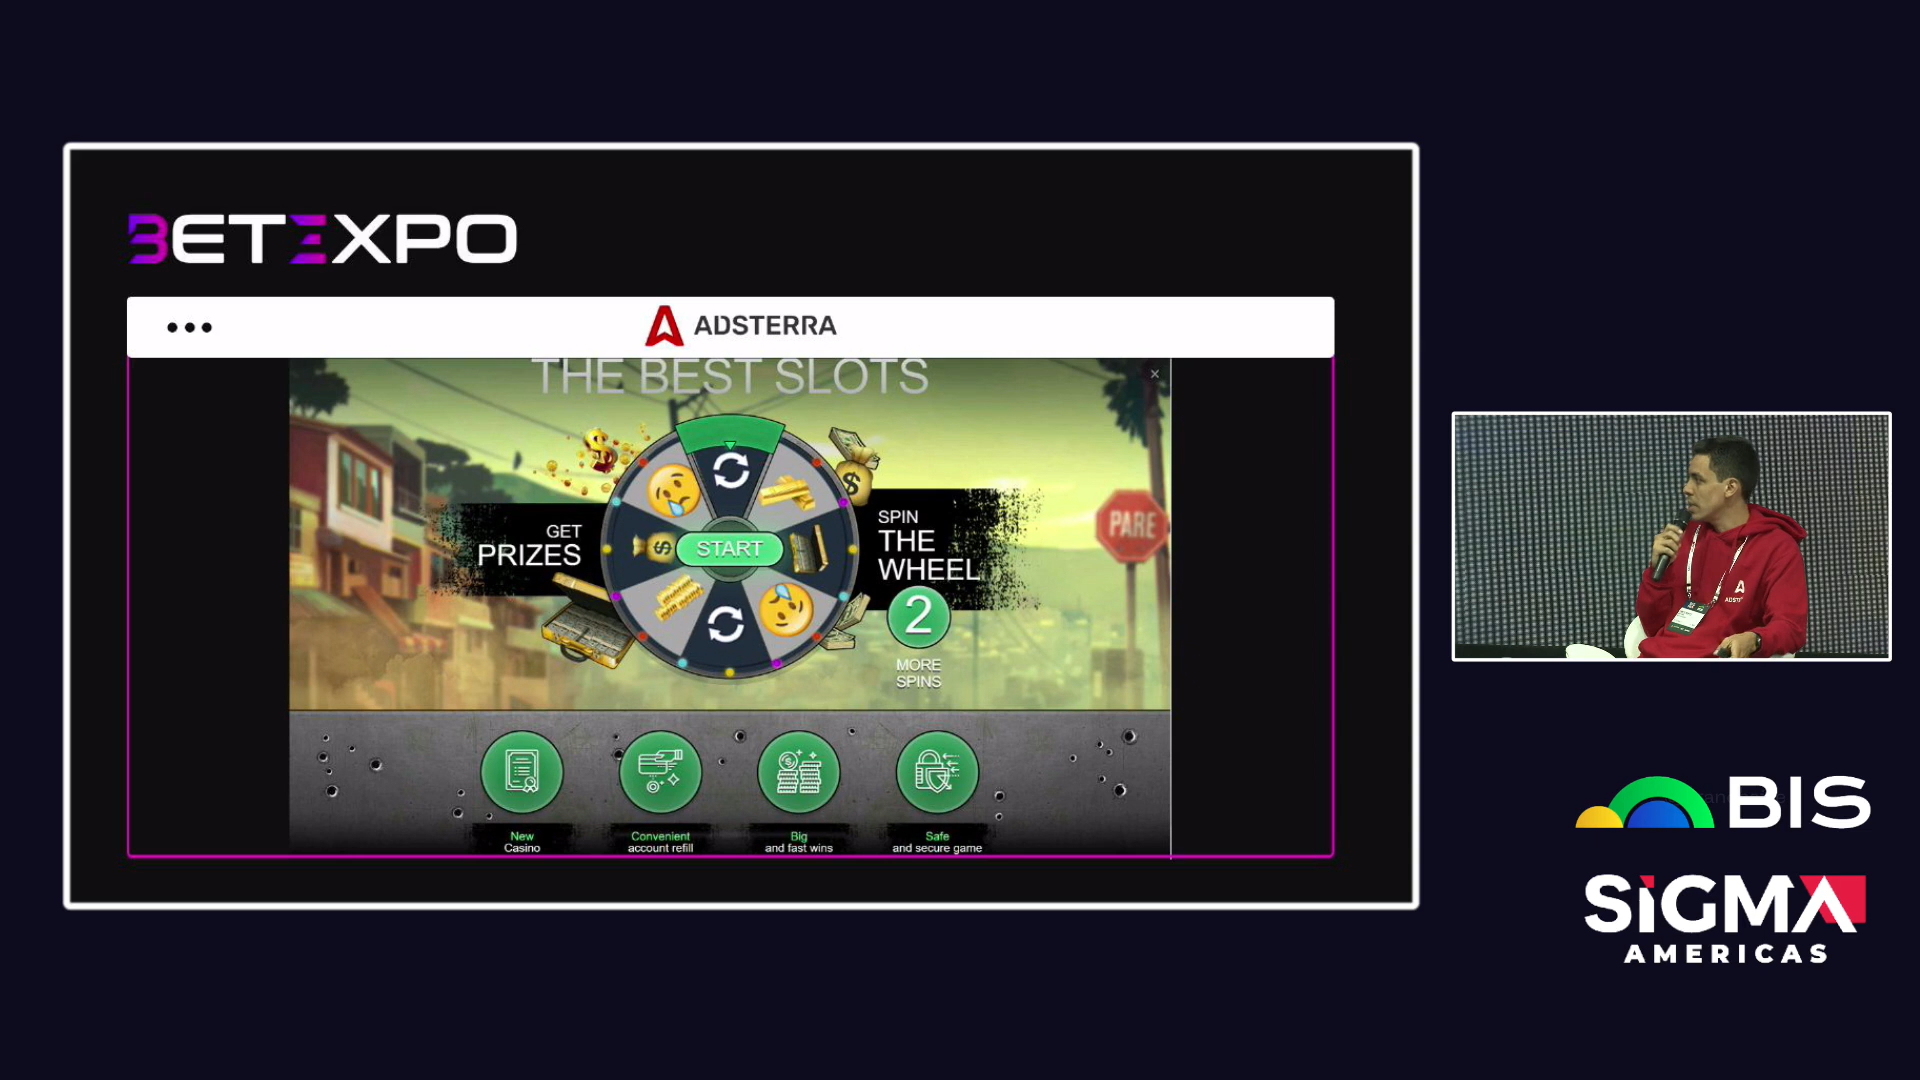 BETEXPO
ADSTERRA
THE BEST SLOTS
×
GET
PRIZES
START
SPIN
THE
WHEEL
2
MORE
SPINS
PARE
New
Casino
Convenient
account refill
Big
and fast wins
Safe
and secure game
BIS
SiGMA
AMERICAS